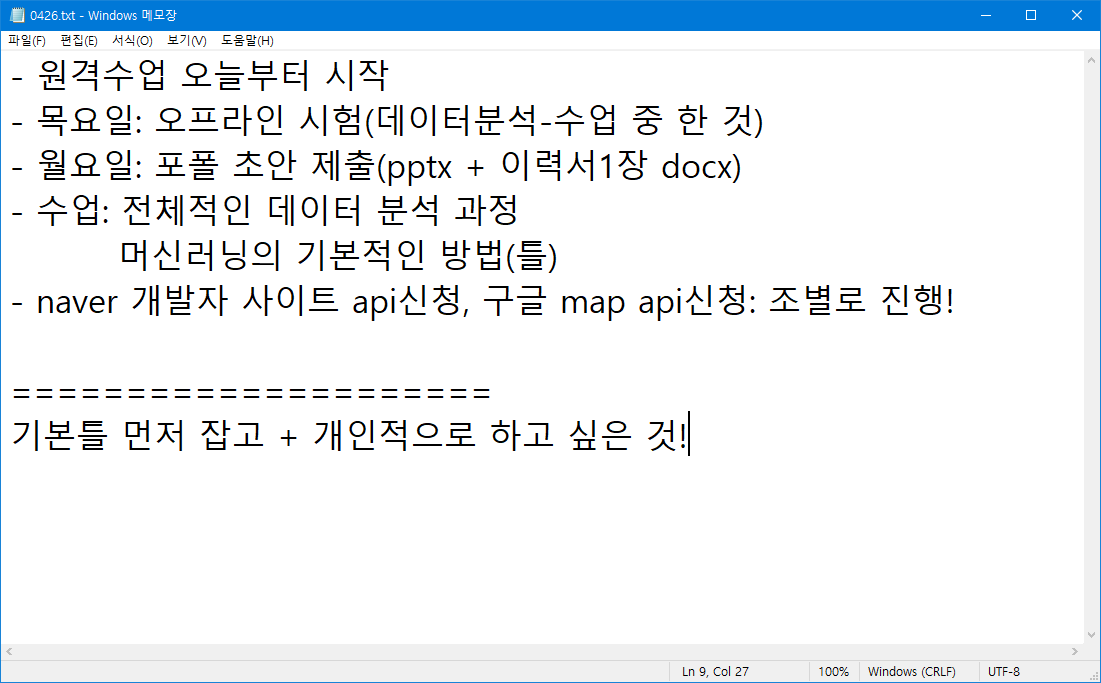 0426.txt - Windows 메모장
파일(F) 편집(E) 서식(O) 보기(V) 도움말(H)
- 원격수업 오늘부터 시작
- 목요일: 오프라인 시험(데이터분석-수업 중 한 것)
- 월요일: 포폴 초안 제출(pptx + 이력서1장 docx)
- 수업: 전체적인 데이터 분석 과정
머신러닝의 기본적인 방법(틀)
- naver 개발자 사이트 api신청, 구글 map api신청: 조별로 진행!
=====================
기본틀 먼저 잡고 + 개인적으로 하고 싶은 것!
Ln 9, Col 27 100% Windows (CRLF) UTF-8